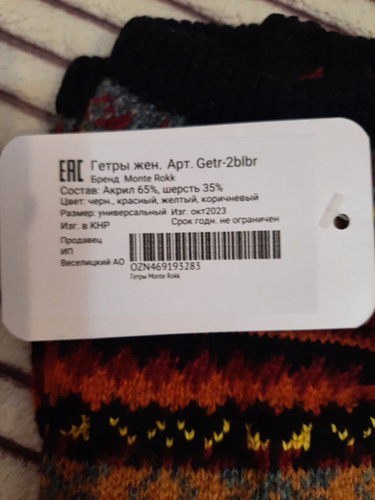 EAC Гетры жен. Арт. Getr-2blbr
Бренд Monte Rokk
Состав: Акрил 65%, шерсть 35%
Цвет: черн., красный, желтый, коричневый
Размер: универсальный Изг. окт2023
Изг. в КНР Срок годн. не ограничен
Продавец
ИП
Веселицкий АО
OZN469193283
Гетры Monte Rokk